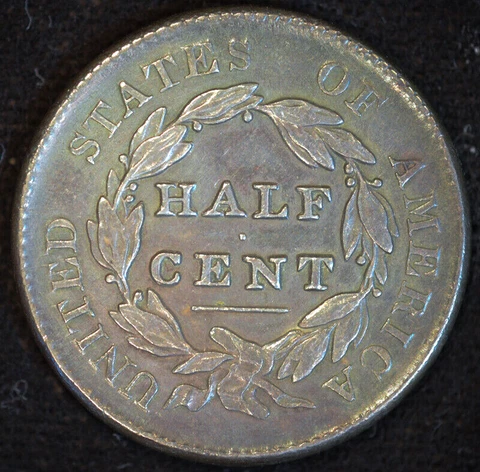 UNITED STATES OF AMERICA
HALF
CENT